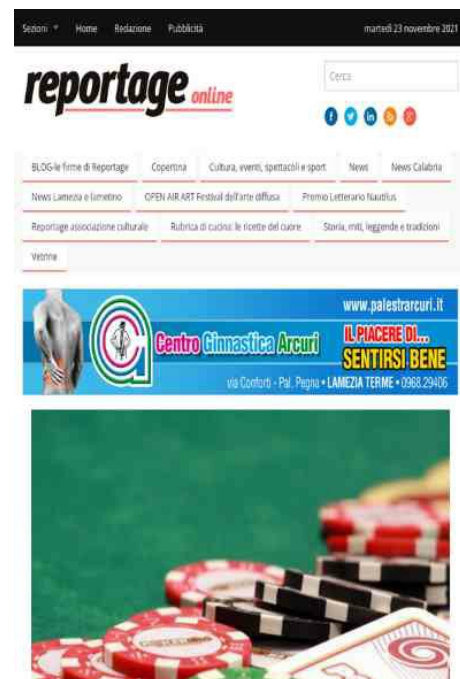 Sezioni Home Redazione Pubblicità martedì 23 novembre 2021
reportage online
Cerca
BLOG-le firme di Reportage Copertina Cultura, eventi, spettacoli e sport News News Calabria
News Lamezia e lametino OPEN AIR ART Festival dell'arte diffusa Premio Letterario Nautilus
Reportage associazione culturale Rubrica di cucina: le ricette del cuore Storia, miti, leggende e tradizioni
Vetrine
www.palestrarcuri.it
Centro Ginnastica Arcuri
IL PIACERE DI...
SENTIRSI BENE
via Conforti - Pal. Pegna • LAMEZIA TERME • 0968.29406